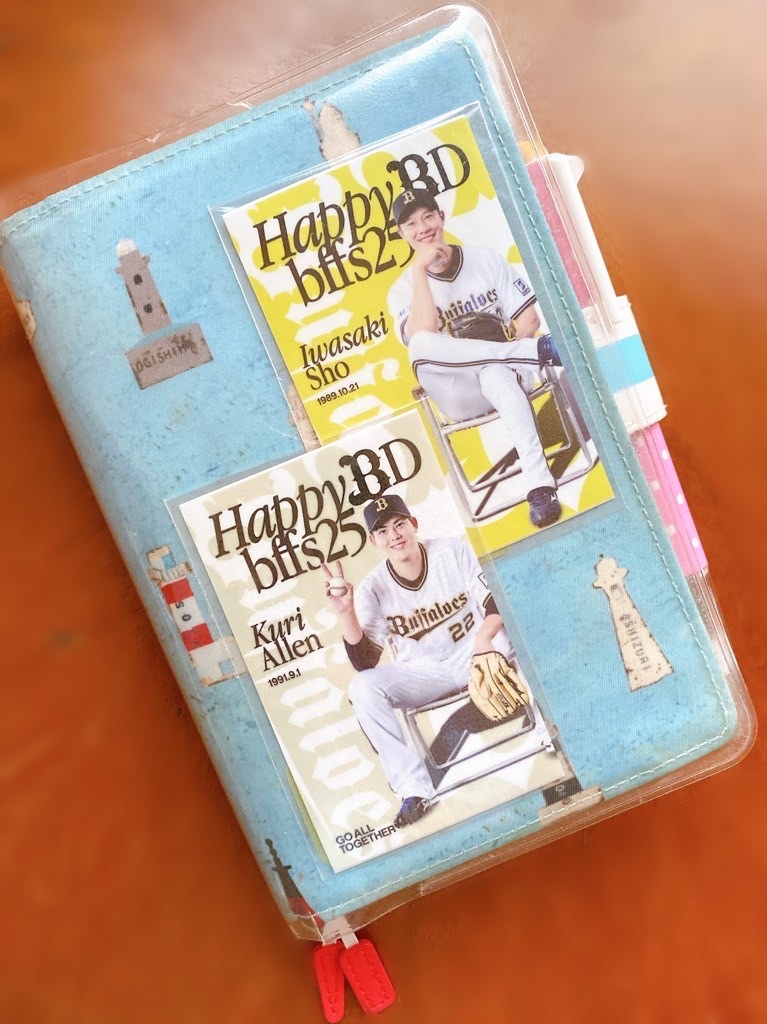 Happy BD
bffs25
Iwasaki
Sho
1989.10.21
Buffaloes
OGISHIMA
Happy BD
bffs25
Kuri
Allen
1991.9.1
Buffaloes
22
GO ALL
TOGETHER
ASHIZURI